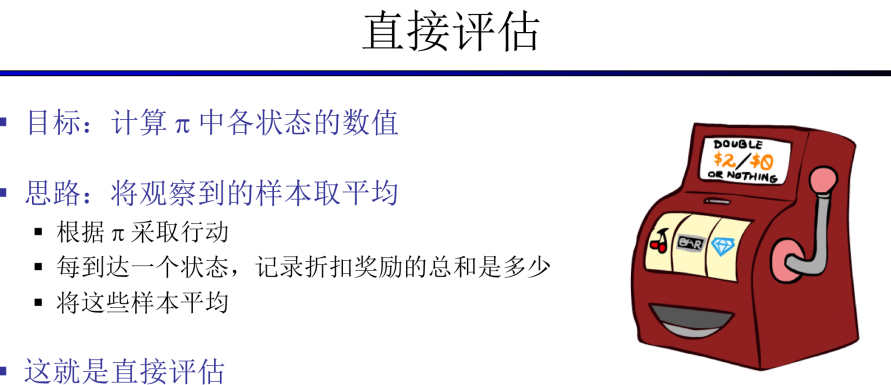 直接评估
目标：计算 π 中各状态的数值
思路：将观察到的样本取平均
根据 π 采取行动
每到达一个状态，记录折扣奖励的总和是多少
将这些样本平均
这就是直接评估
DOUBLE
$2/$0
OR NOTHING
BAR